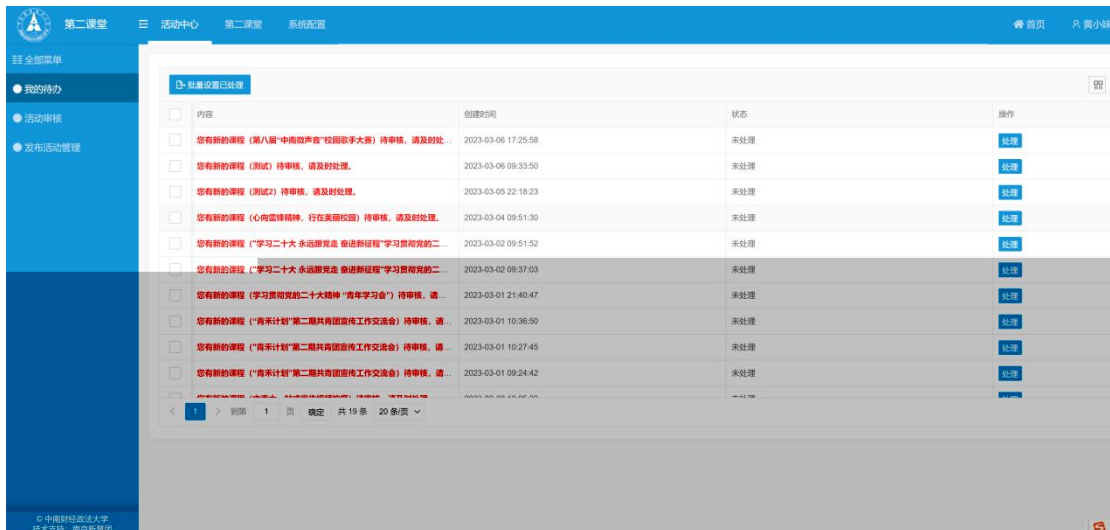 第二课堂 活动中心 第二课堂 系统配置 首页 黄小妹
全部菜单
我的待办
活动审核
发布活动管理
批量设置已处理
内容 创建时间 状态 操作
您有新的课程（第八届“中南微声音”校园歌手大赛）待审核，请及时处... 2023-03-06 17:25:58 未处理 处理
您有新的课程（测试）待审核，请及时处理。 2023-03-06 09:33:50 未处理 处理
您有新的课程（测试2）待审核，请及时处理。 2023-03-05 22:18:23 未处理 处理
您有新的课程（心向雷锋精神，行在美丽校园）待审核，请及时处理。 2023-03-04 09:51:30 未处理 处理
您有新的课程（“学习二十大 永远跟党走 奋进新征程”学习贯彻党的二... 2023-03-02 09:51:52 未处理 处理
您有新的课程（“学习二十大 永远跟党走 奋进新征程”学习贯彻党的二... 2023-03-02 09:37:03 未处理 处理
您有新的课程（学习贯彻党的二十大精神 “青年学习会”）待审核，请... 2023-03-01 21:40:47 未处理 处理
您有新的课程（“青禾计划”第二期共青团宣传工作交流会）待审核，请... 2023-03-01 10:36:50 未处理 处理
您有新的课程（“青禾计划”第二期共青团宣传工作交流会）待审核，请... 2023-03-01 10:27:45 未处理 处理
您有新的课程（“青禾计划”第二期共青团宣传工作交流会）待审核，请... 2023-03-01 09:24:42 未处理 处理
1 到第 1 页 确定 共 19 条 20 条/页
© 中南财经政法大学